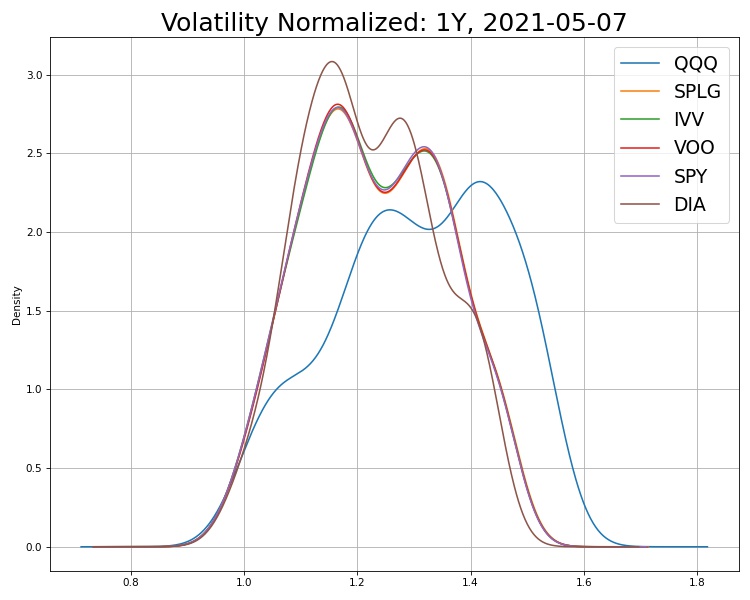 Volatility Normalized: 1Y, 2021-05-07
QQQ
SPLG
IVV
VOO
SPY
DIA
Density
3.0
2.5
2.0
1.5
1.0
0.5
0.0
0.8 1.0 1.2 1.4 1.6 1.8